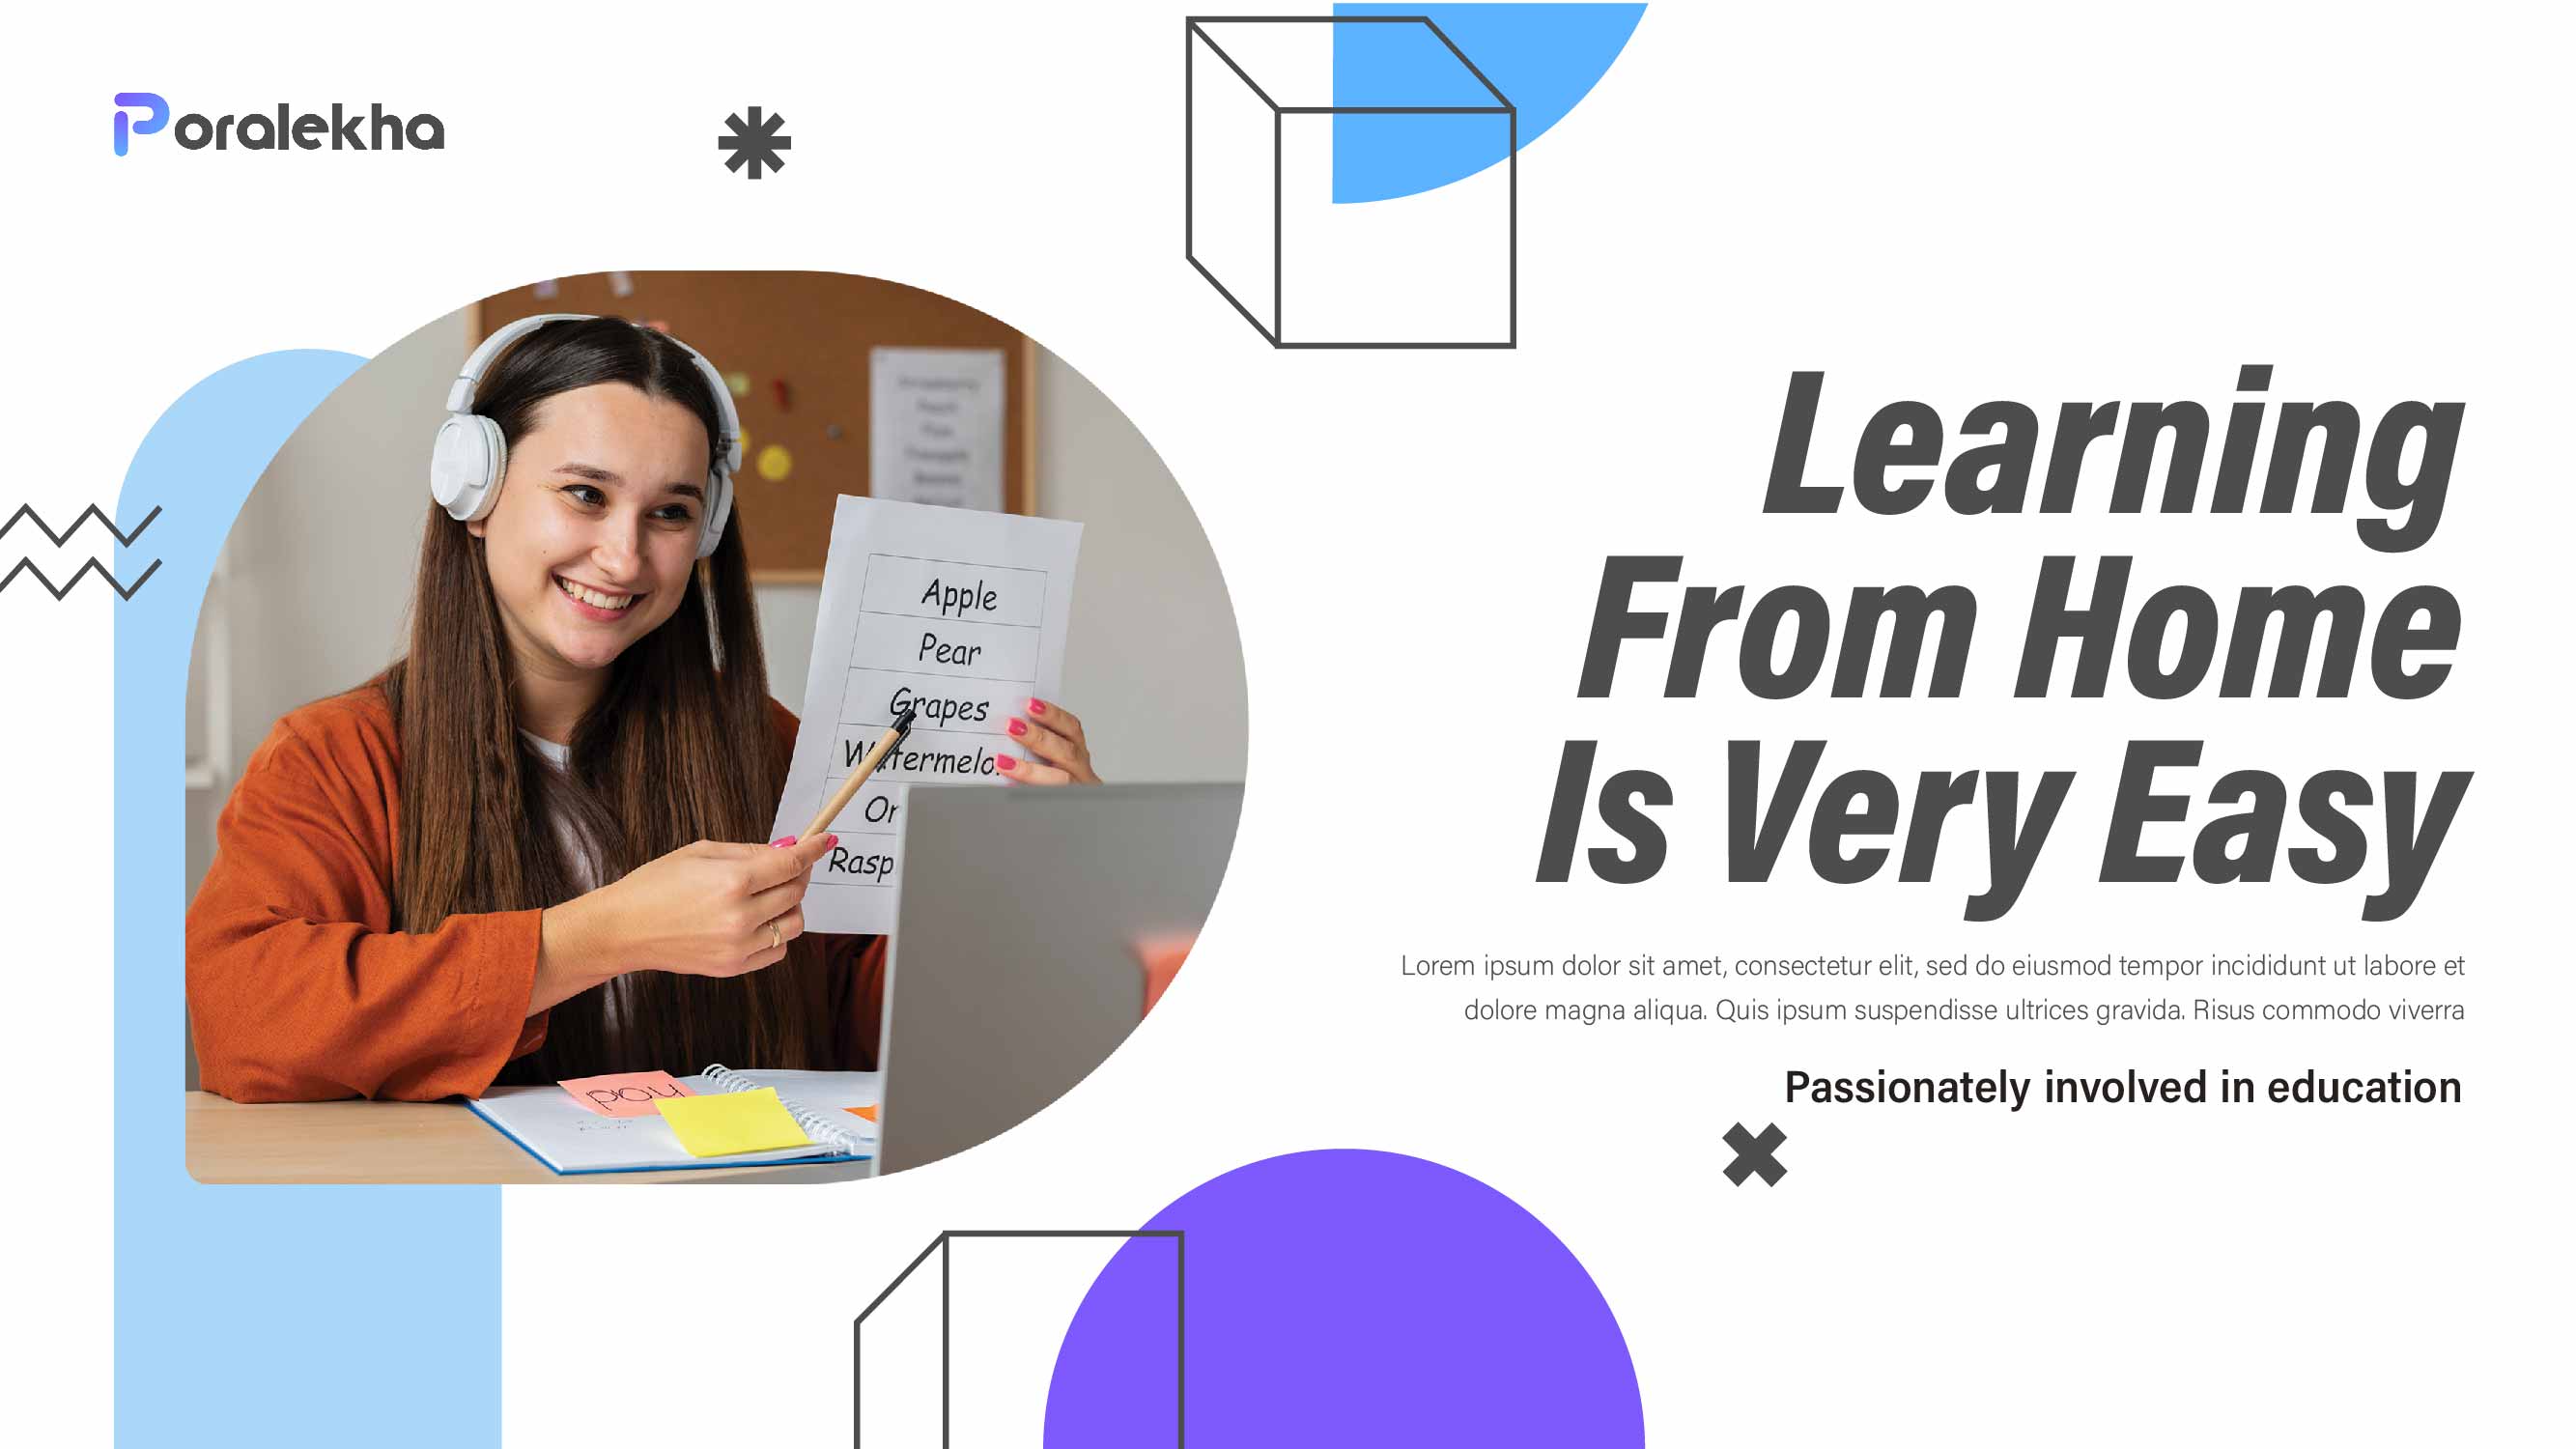 Poralekha
Apple
Pear
Grapes
Or
Rasp
Learning
From Home
Is Very Easy
Lorem ipsum dolor sit amet, consectetur elit, sed do eiusmod tempor incididunt ut labore et
dolore magna aliqua. Quis ipsum suspendisse ultrices gravida. Risus commodo viverra
Passionately involved in education